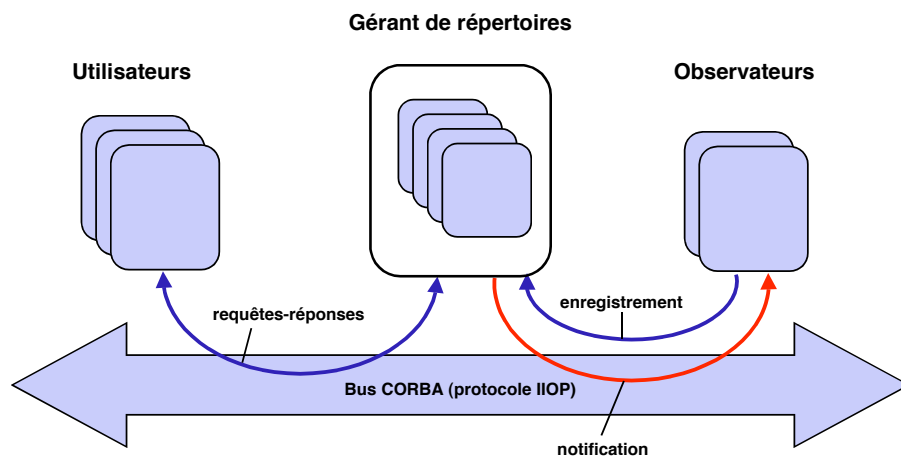 Gérant de répertoires
Utilisateurs
Observateurs
enregistrement
requêtes-réponses
Bus CORBA (protocole IIOP)
notification